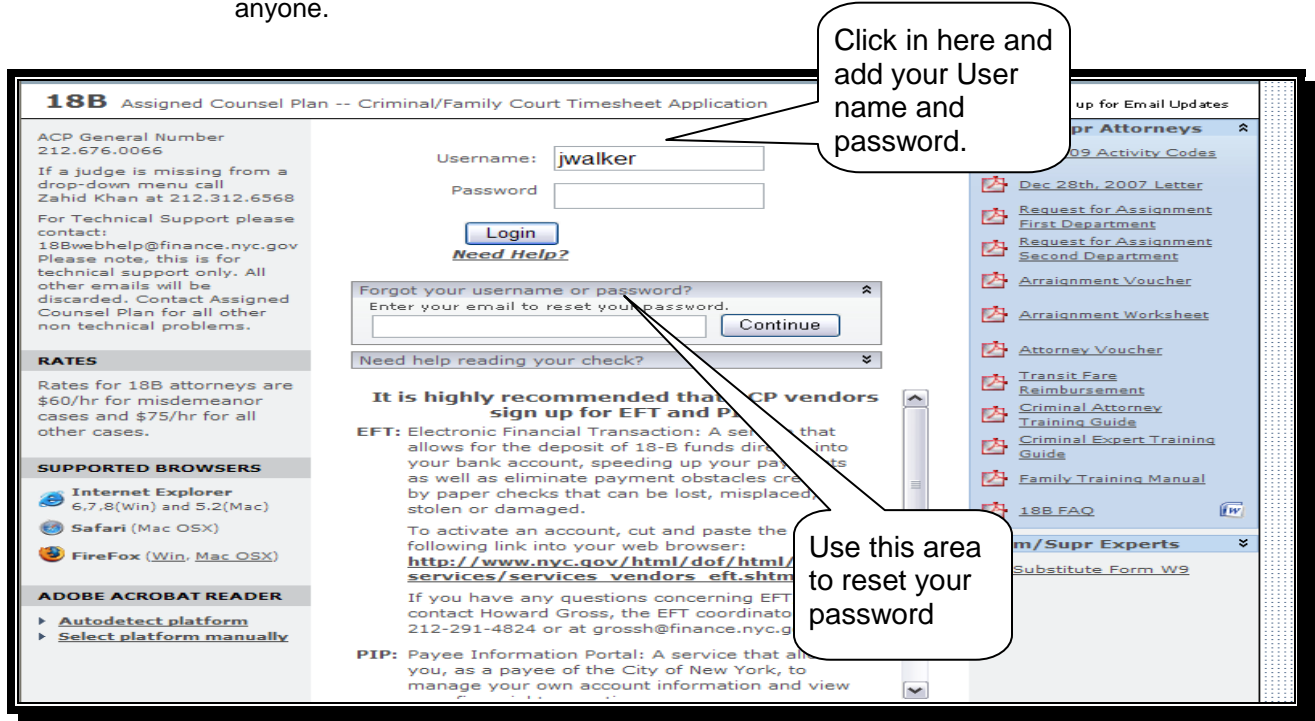 anyone.
Click in here and
add your User
name and
password.
18B Assigned Counsel Plan -- Criminal/Family Court Timesheet Application
up for Email Updates
ACP General Number
212.676.0066
If a judge is missing from a
drop-down menu call
Zahid Khan at 212.312.6568
For Technical Support please
contact:
18Bwebhelp@finance.nyc.gov
Please note, this is for
technical support only. All
other emails will be
discarded. Contact Assigned
Counsel Plan for all other
non technical problems.
RATES
Rates for 18B attorneys are
$60/hr for misdemeanor
cases and $75/hr for all
other cases.
SUPPORTED BROWSERS
Internet Explorer
6,7,8(Win) and 5.2(Mac)
Safari (Mac OSX)
FireFox (Win, Mac OSX)
ADOBE ACROBAT READER
Autodetect platform
Select platform manually
Username: jwalker
Password
Login
Need Help?
Forgot your username or password?
Enter your email to reset your password.
Continue
Need help reading your check?
It is highly recommended that ACP vendors
sign up for EFT and
EFT: Electronic Financial Transaction: A that
allows for the deposit of 18-B funds into
your bank account, speeding up your
as well as eliminate payment obstacles
by paper checks that can be lost, misplaced,
stolen or damaged.
To activate an account, cut and paste the
following link into your web browser:
http://www.nyc.gov/html/dof/html/
services/services_vendors_eft.shtm
If you have any questions concerning EFT
contact Howard Gross, the EFT
212-291-4824 or at grossh@finance.nyc.g
PIP: Payee Information Portal: A service that
you, as a payee of the City of New York, to
manage your own account information and view
Use this area
to reset your
password
pr Attorneys
09 Activity Codes
Dec 28th, 2007 Letter
Request for Assignment
First Department
Request for Assignment
Second Department
Arraignment Voucher
Arraignment Worksheet
Attorney Voucher
Transit Fare
Reimbursement
Criminal Attorney
Training Guide
Criminal Expert Training
Guide
Family Training Manual
18B FAQ
m/Supr Experts
Substitute Form W9